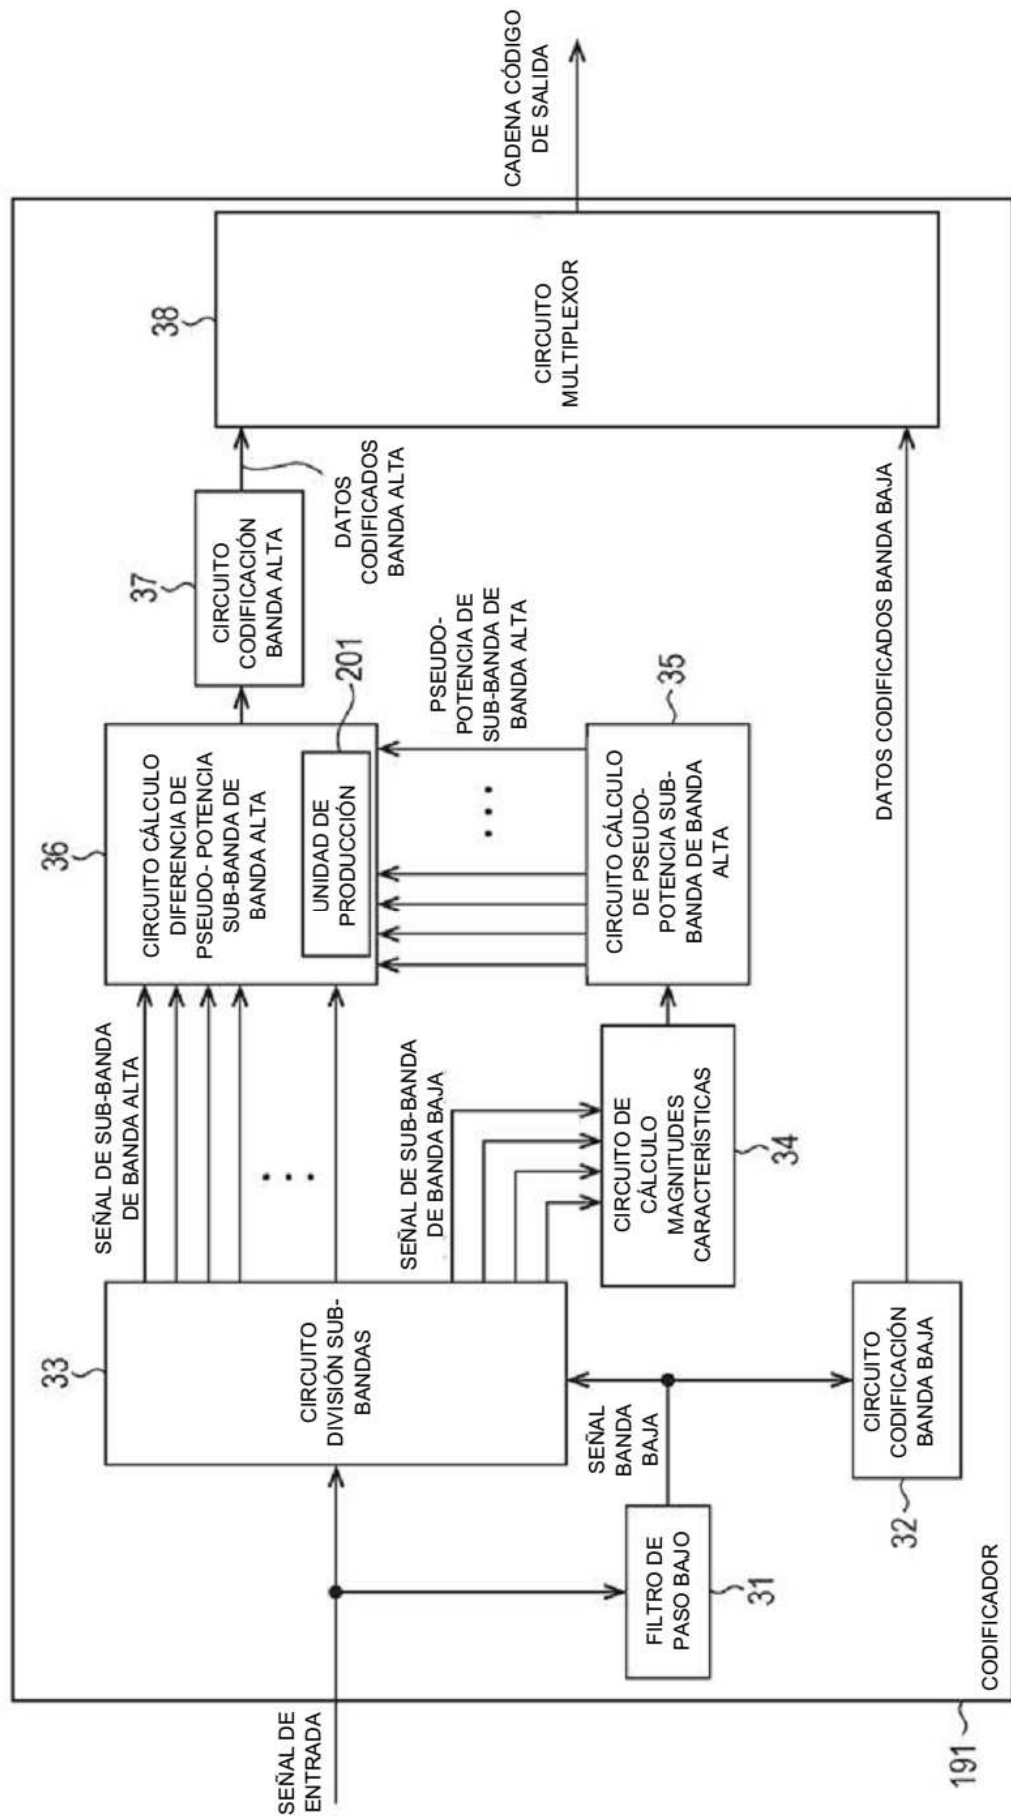 SEÑAL DE
ENTRADA
191
CODIFICADOR
31
FILTRO DE
PASO BAJO
SEÑAL
BANDA
BAJA
32
CIRCUITO
CODIFICACIÓN
BANDA BAJA
33
CIRCUITO
DIVISIÓN SUB-
BANDAS
SEÑAL DE SUB-BANDA
DE BANDA ALTA
• • •
SEÑAL DE SUB-BANDA
DE BANDA BAJA
34
CIRCUITO DE
CÁLCULO
MAGNITUDES
CARACTERÍSTICAS
35
CIRCUITO CÁLCULO
DE PSEUDO-
POTENCIA SUB-
BANDA DE BANDA
ALTA
PSEUDO-
POTENCIA DE
SUB-BANDA DE
BANDA ALTA
• • •
36
CIRCUITO CÁLCULO
DIFERENCIA DE
PSEUDO- POTENCIA
SUB-BANDA DE
BANDA ALTA
UNIDAD DE
PRODUCCIÓN
201
37
CIRCUITO
CODIFICACIÓN
BANDA ALTA
DATOS
CODIFICADOS
BANDA ALTA
DATOS CODIFICADOS BANDA BAJA
38
CIRCUITO
MULTIPLEXOR
CADENA CÓDIGO
DE SALIDA